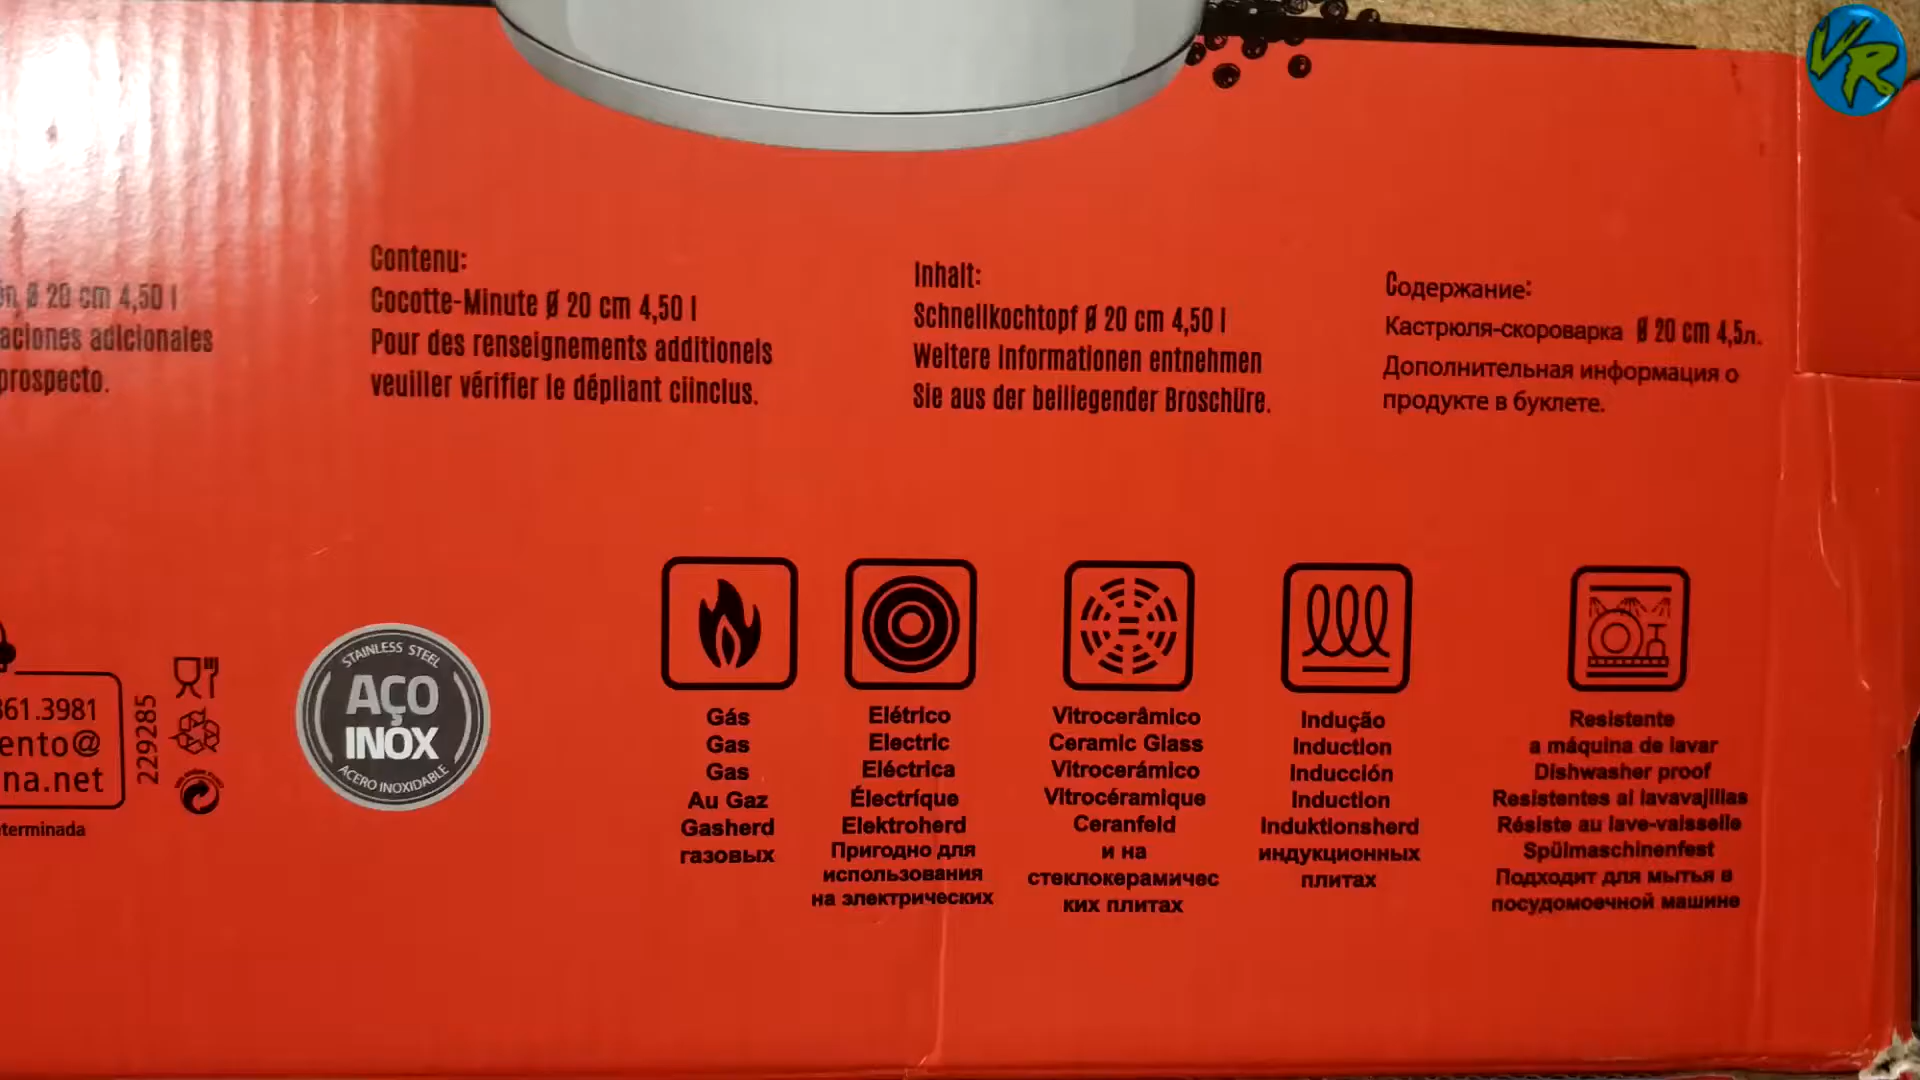 VR
20 cm 4,50 l
aciones adicionales
prospecto.
Contenu:
Cocotte-Minute Ø 20 cm 4,50 l
Pour des renseignements additionels
veuiller vérifier le dépliant ciinclus.
Inhalt:
Schnellkochtopf Ø 20 cm 4,50 l
Weitere Informationen entnehmen
Sie aus der beiliegender Broschüre.
Содержание:
Кастрюля-скороварка Ø 20 cm 4,5л.
Дополнительная информация о
продукте в буклете.
361.3981
ento@
na.net
terminada
229285
STAINLESS STEEL
AÇO
INOX
ACERO INOXIDABLE
Gás
Gas
Gas
Au Gaz
Gasherd
газовых
Elétrico
Electric
Eléctrica
Électríque
Elektroherd
Пригодно для
использования
на электрических
Vitrocerâmico
Ceramic Glass
Vitrocerámico
Vitrocéramique
Ceranfeld
и на
стеклокерамичес
ких плитах
Indução
Induction
Inducción
Induction
Induktionsherd
индукционных
плитах
Resistente
a máquina de lavar
Dishwasher proof
Resistentes al lavavajillas
Résiste au lave-vaisselle
Spülmaschinenfest
Подходит для мытья в
посудомоечной машине